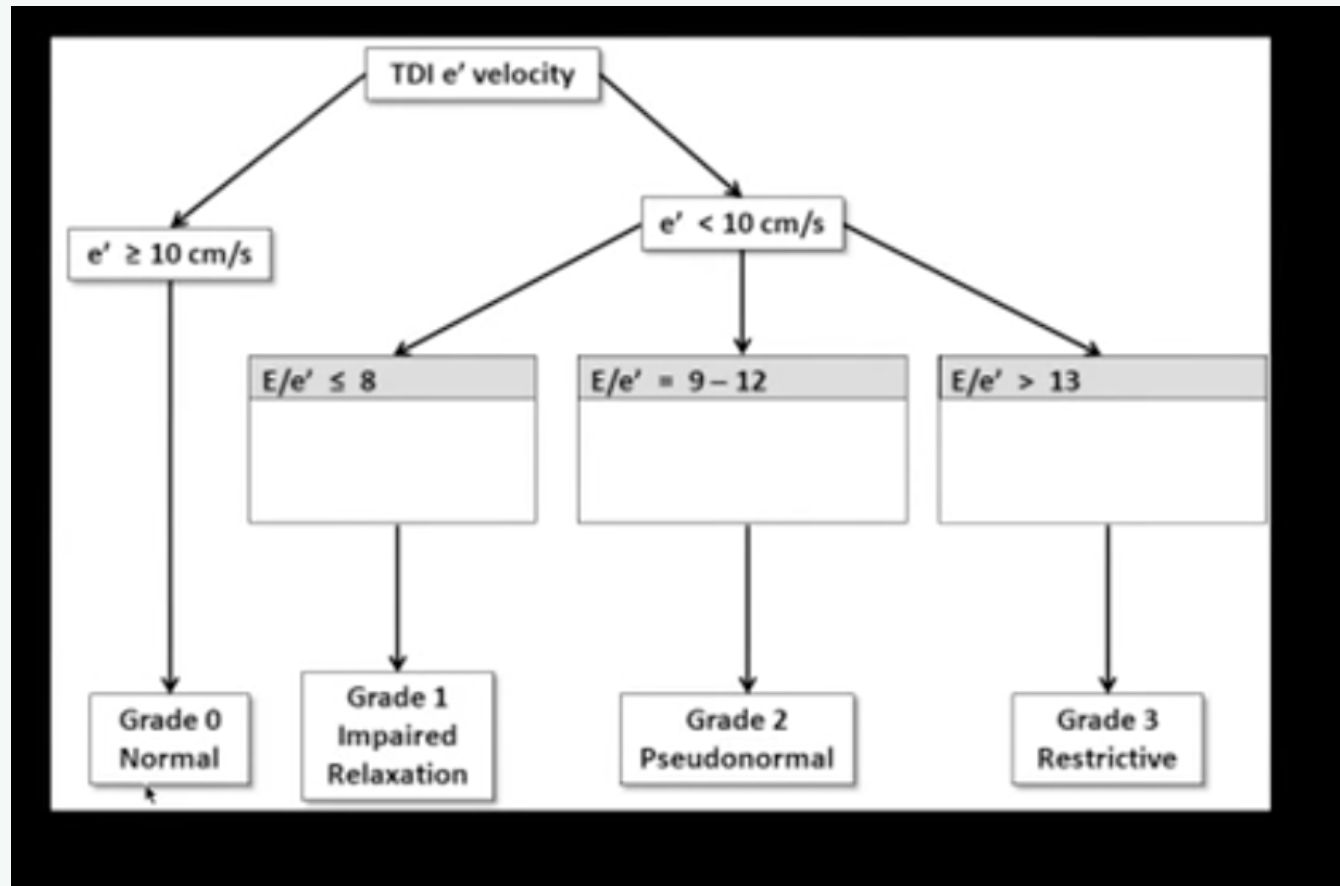 TDI e’ velocity
e’ ≥ 10 cm/s
e’ < 10 cm/s
E/e’ ≤ 8
E/e’ = 9 – 12
E/e’ > 13
Grade 0
Normal
Grade 1
Impaired
Relaxation
Grade 2
Pseudonormal
Grade 3
Restrictive